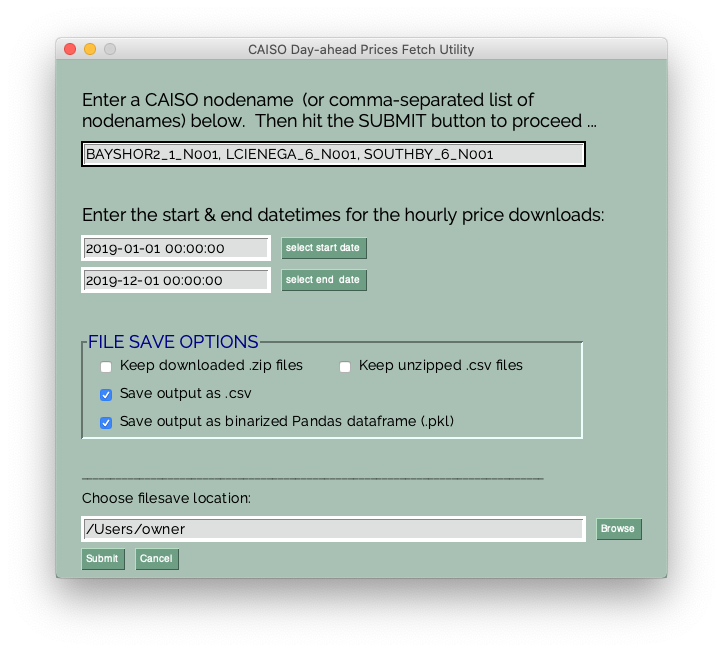 CAISO Day-ahead Prices Fetch Utility
Enter a CAISO nodename  (or comma-separated list of
nodenames) below.  Then hit the SUBMIT button to proceed ...
BAYSHOR2_1_N001, LCIENEGA_6_N001, SOUTHBY_6_N001
Enter the start & end datetimes for the hourly price downloads:
2019-01-01 00:00:00 select start date
2019-12-01 00:00:00 select end  date
FILE SAVE OPTIONS
Keep downloaded .zip files Keep unzipped .csv files
Save output as .csv
Save output as binarized Pandas dataframe (.pkl)
Choose filesave location:
/Users/owner Browse
Submit Cancel